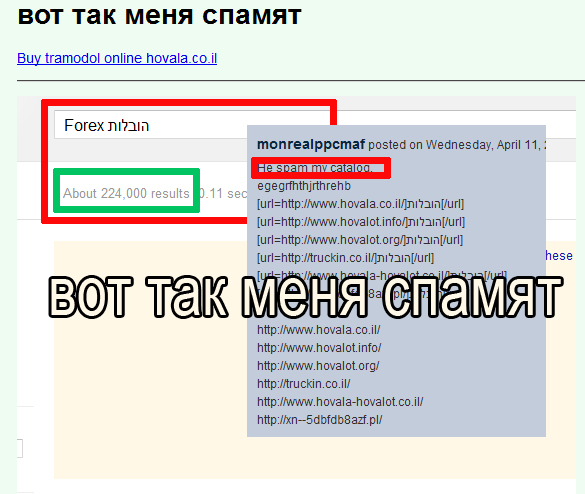 вот так меня спамят
Buy tramodol online hovala.co.il
Forex הובלות
About 224,000 results 0.11 sec
monrealppcmaf posted on Wednesday, April 11, 2
He spam my catalog.
egegrfhthjrthrehb
[url=http://www.hovala.co.il/]הובלות[/url]
[url=http://www.hovalot.info/]הובלות[/url]
[url=http://www.hovalot.org/]הובלות[/url]
[url=http://truckin.co.il/]הובלות[/url]
[url=http://www.hovala-hovalot.co.il/]הובלות[/url]
hese
вот так меня спамят
http://www.hovala.co.il/
http://www.hovalot.info/
http://www.hovalot.org/
http://truckin.co.il/
http://www.hovala-hovalot.co.il/
http://xn--5dbfdb8azf.pl/